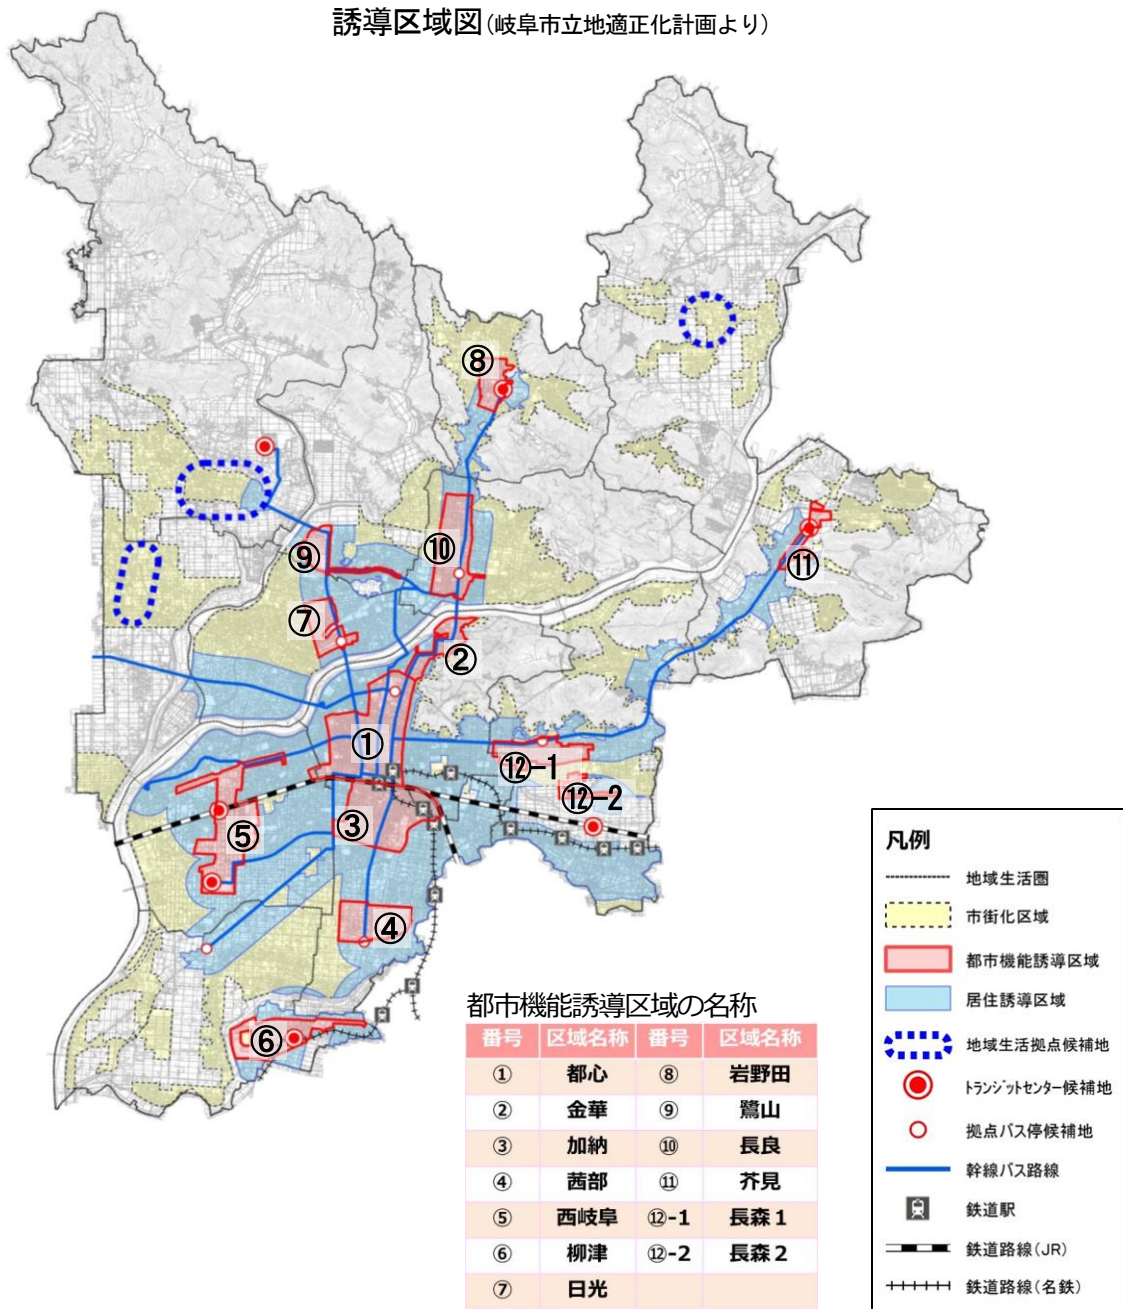 誘導区域図(岐阜市立地適正化計画より)
⑧
⑨
⑩
⑪
⑦
②
①
⑫-1
⑫-2
③
⑤
④
⑥
都市機能誘導区域の名称
番号 区域名称 番号 区域名称
① 都心 ⑧ 岩野田
② 金華 ⑨ 鷺山
③ 加納 ⑩ 長良
④ 茜部 ⑪ 芥見
⑤ 西岐阜 ⑫-1 長森1
⑥ 柳津 ⑫-2 長森2
⑦ 日光
凡例
地域生活圏
市街化区域
都市機能誘導区域
居住誘導区域
地域生活拠点候補地
トランジットセンター候補地
拠点バス停候補地
幹線バス路線
鉄道駅
鉄道路線(JR)
鉄道路線(名鉄)